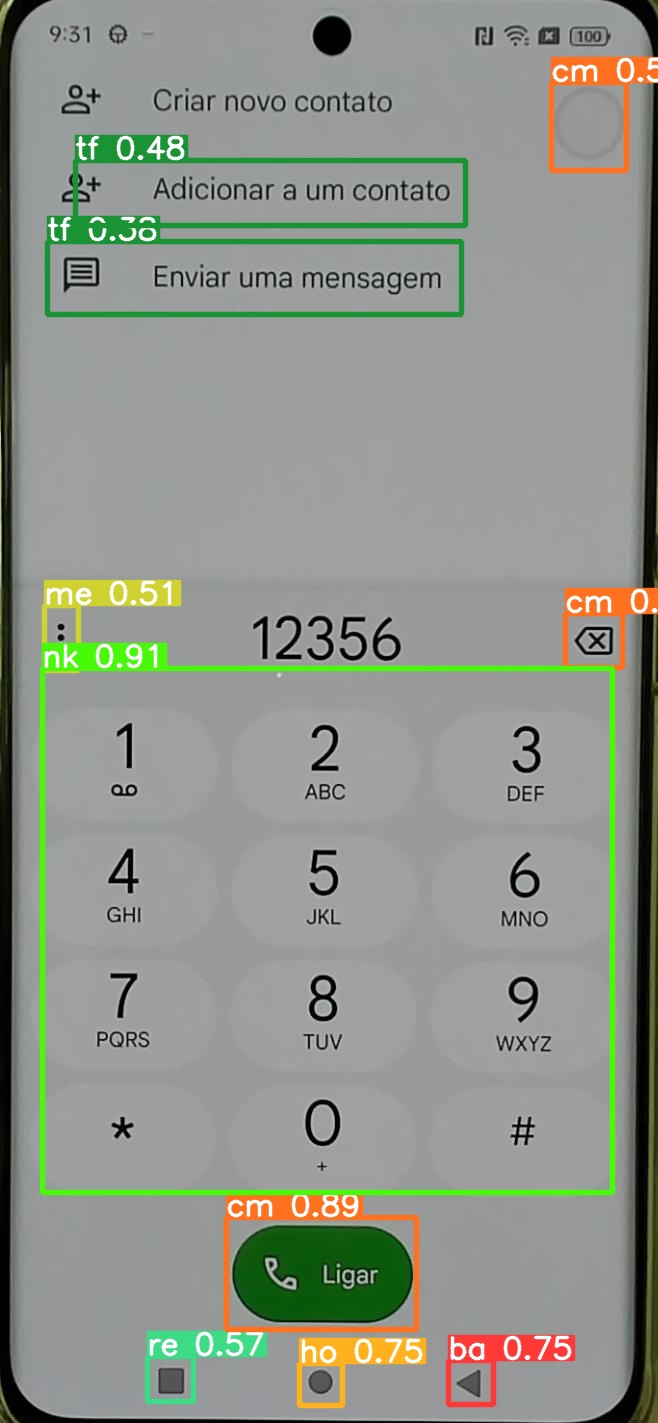 9:31
100
cm 0.5
Criar novo contato
tf 0.48
Adicionar a um contato
tf 0.38
Enviar uma mensagem
me 0.51
cm 0.
12356
nk 0.91
1 2 3
ABC DEF
4 5 6
GHI JKL MNO
7 8 9
PQRS TUV WXYZ
* 0 #
+
cm 0.89
Ligar
re 0.57 ho 0.75 ba 0.75